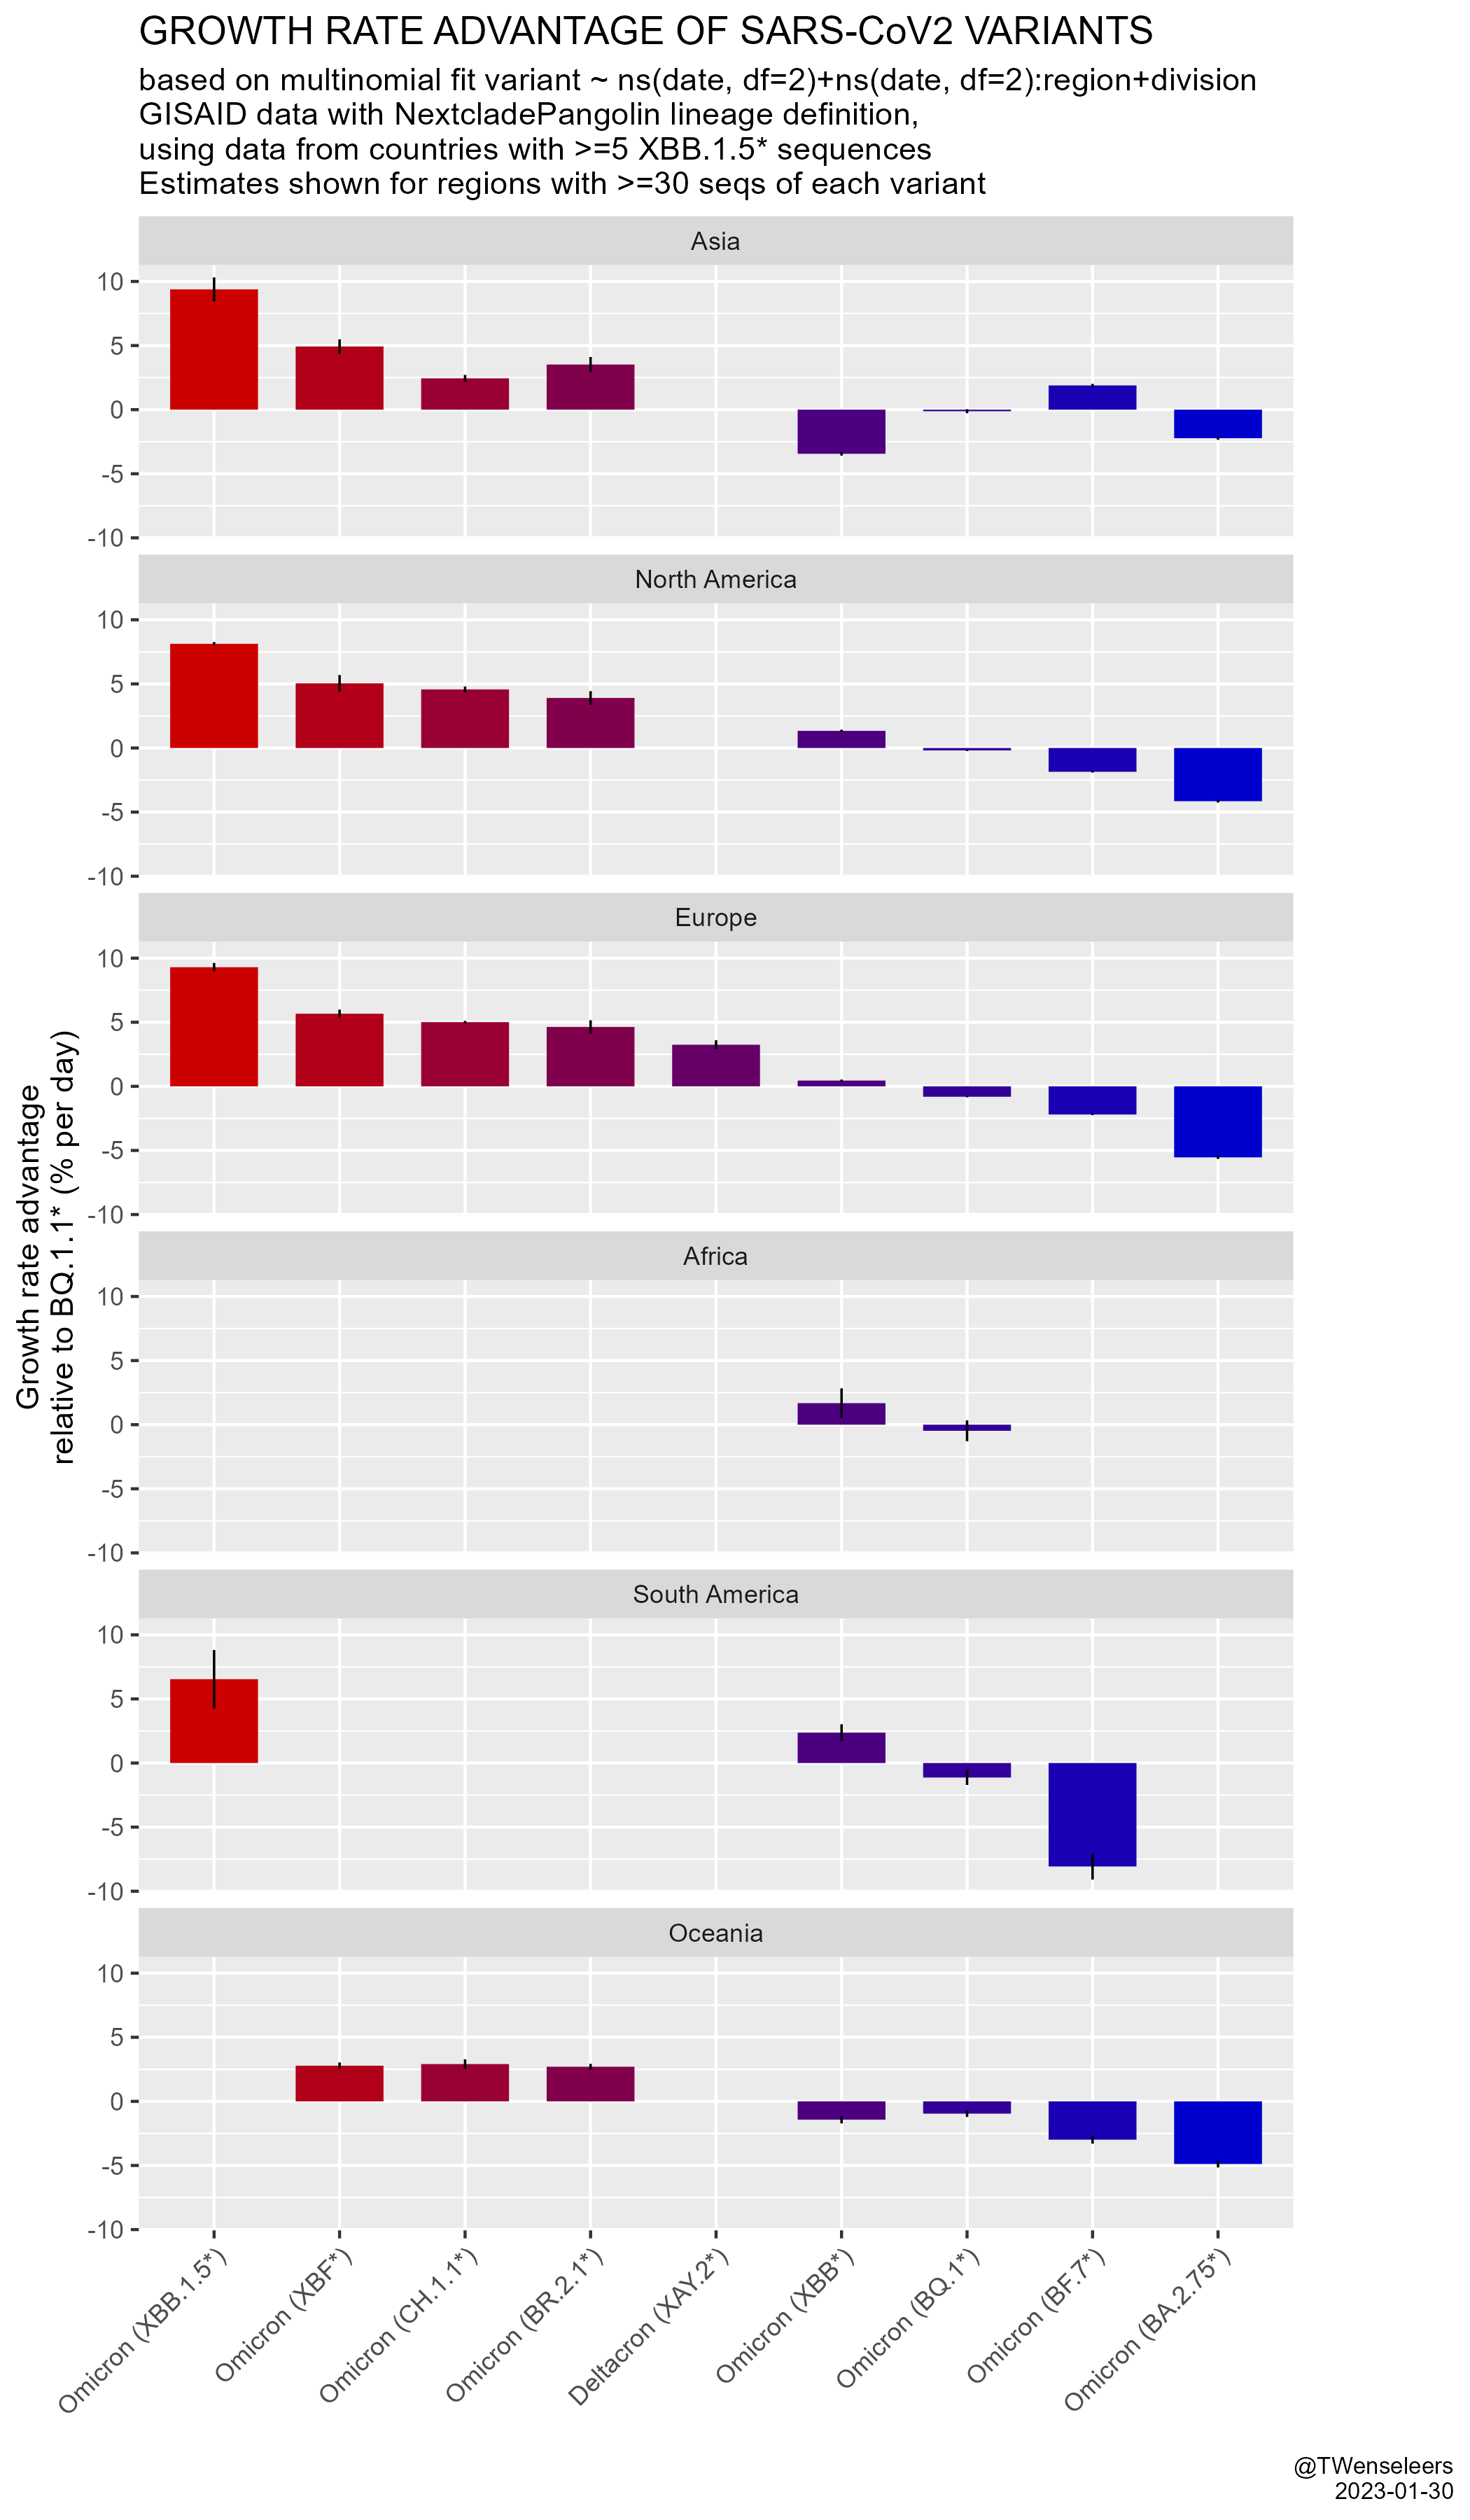 GROWTH RATE ADVANTAGE OF SARS-CoV2 VARIANTS
based on multinomial fit variant ~ ns(date, df=2)+ns(date, df=2):region+division
GISAID data with NextcladePangolin lineage definition,
using data from countries with >=5 XBB.1.5* sequences
Estimates shown for regions with >=30 seqs of each variant
Growth rate advantage
relative to BQ.1.1* (% per day)
Asia
10
5
0
-5
-10
North America
10
5
0
-5
-10
Europe
10
5
0
-5
-10
Africa
10
5
0
-5
-10
South America
10
5
0
-5
-10
Oceania
10
5
0
-5
-10
Omicron (XBB.1.5*)
Omicron (XBF*)
Omicron (CH.1.1*)
Omicron (BR.2.1*)
Deltacron (XAY.2*)
Omicron (XBB*)
Omicron (BQ.1*)
Omicron (BF.7*)
Omicron (BA.2.75*)
@TWenseleers
2023-01-30